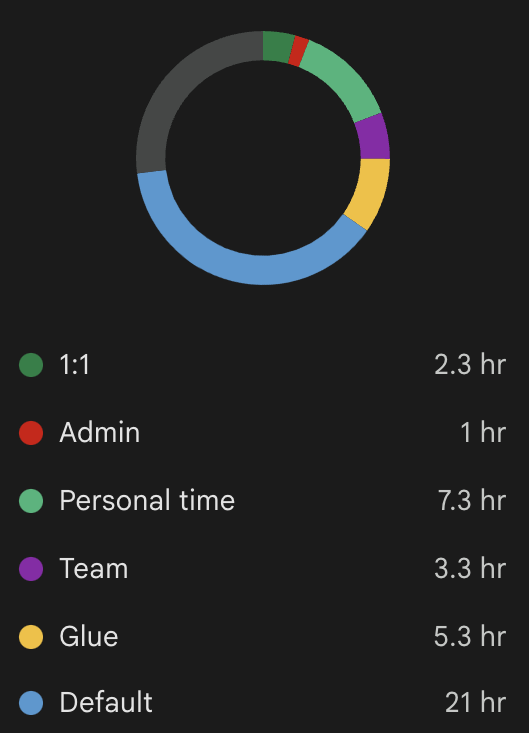 1:1 2.3 hr
Admin 1 hr
Personal time 7.3 hr
Team 3.3 hr
Glue 5.3 hr
Default 21 hr